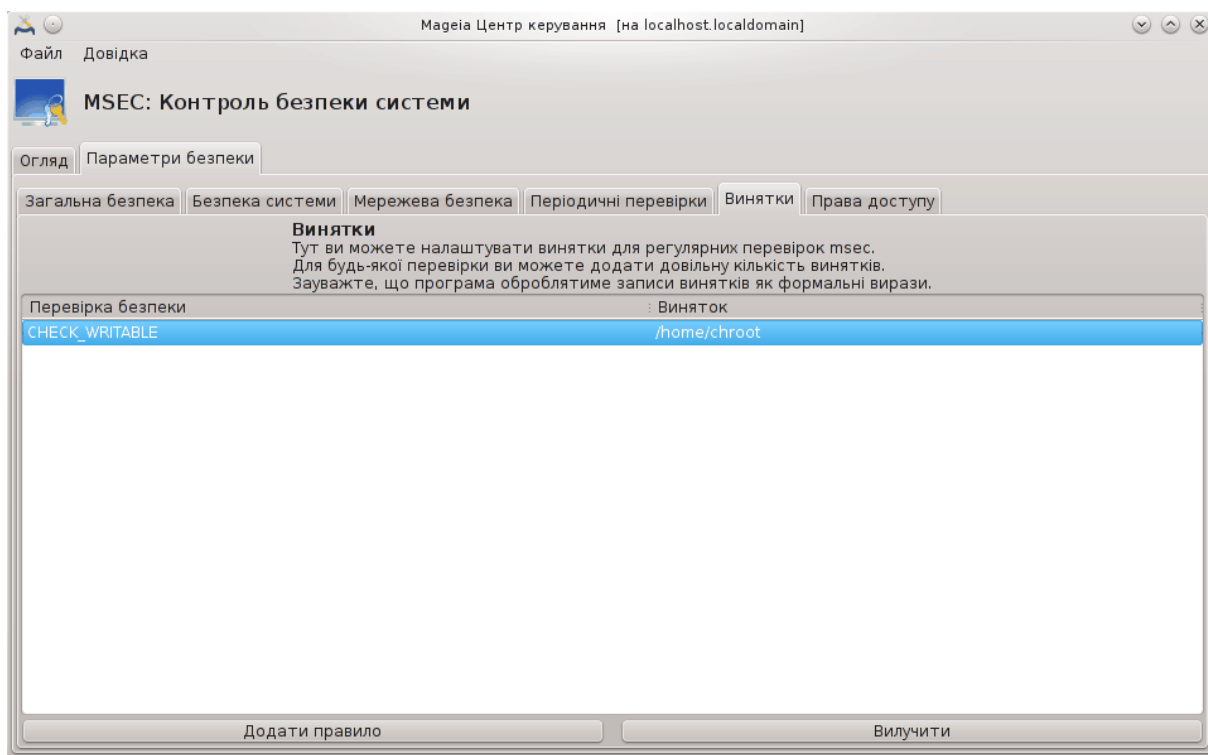 Mageia Центр керування [на localhost.localdomain]
Файл Довідка
MSEC: Контроль безпеки системи
Огляд Параметри безпеки
Загальна безпека Безпека системи Мережева безпека Періодичні перевірки Винятки Права доступу
Винятки
Тут ви можете налаштувати винятки для регулярних перевірок msec.
Для будь-якої перевірки ви можете додати довільну кількість винятків.
Зауважте, що програма оброблятиме записи винятків як формальні вирази.
Перевірка безпеки Виняток
CHECK_WRITABLE /home/chroot
Додати правило Вилучити